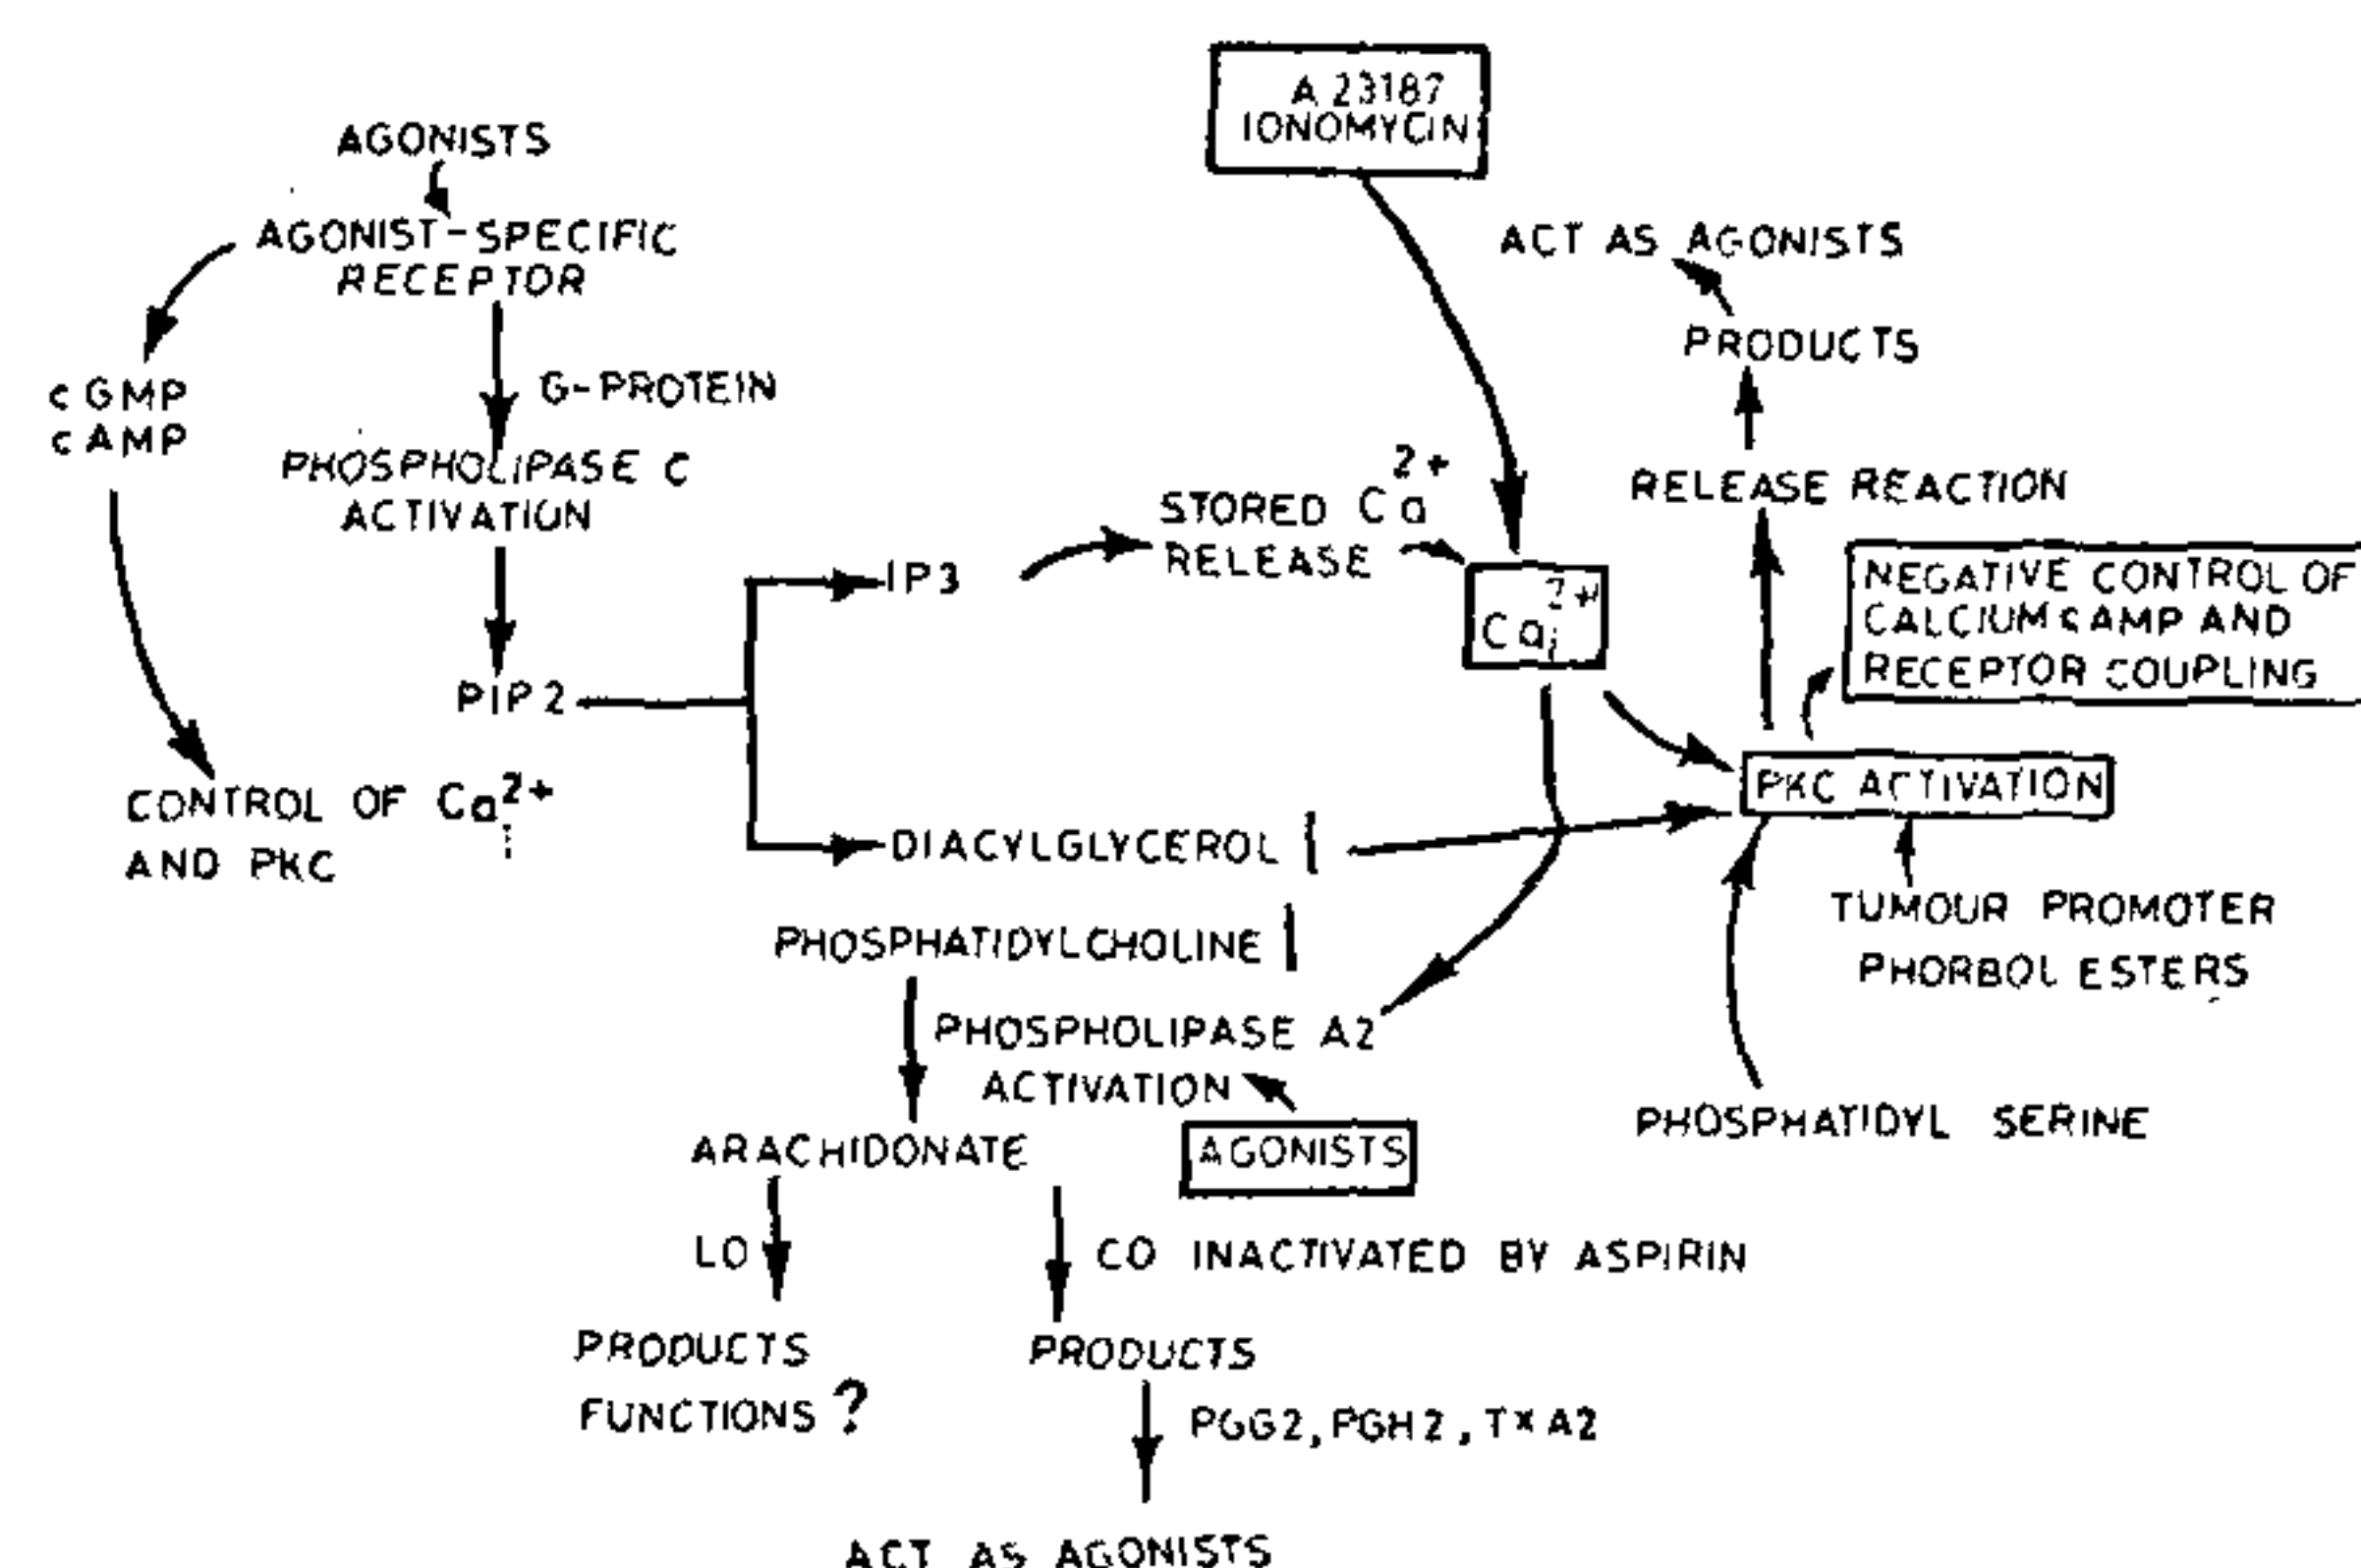 A 23187
IONOMYCIN
AGONISTS
AGONIST-SPECIFIC
RECEPTOR
ACT AS AGONISTS
PRODUCTS
cGMP
cAMP
G-PROTEIN
PHOSPHOLIPASE C
ACTIVATION
STORED Ca2+
RELEASE
RELEASE REACTION
IP3
Cai2+
NEGATIVE CONTROL OF
CALCIUM cAMP AND
RECEPTOR COUPLING
PIP2
PKC ACTIVATION
CONTROL OF Cai2+
AND PKC
DIACYLGLYCEROL
TUMOUR PROMOTER
PHORBOL ESTERS
PHOSPHATIDYLCHOLINE
PHOSPHOLIPASE A2
ACTIVATION
ARACHIDONATE
AGONISTS
PHOSPHATIDYL SERINE
LO
CO INACTIVATED BY ASPIRIN
PRODUCTS
FUNCTIONS ?
PRODUCTS
PGG2, PGH2, TxA2
ACT AS AGONISTS